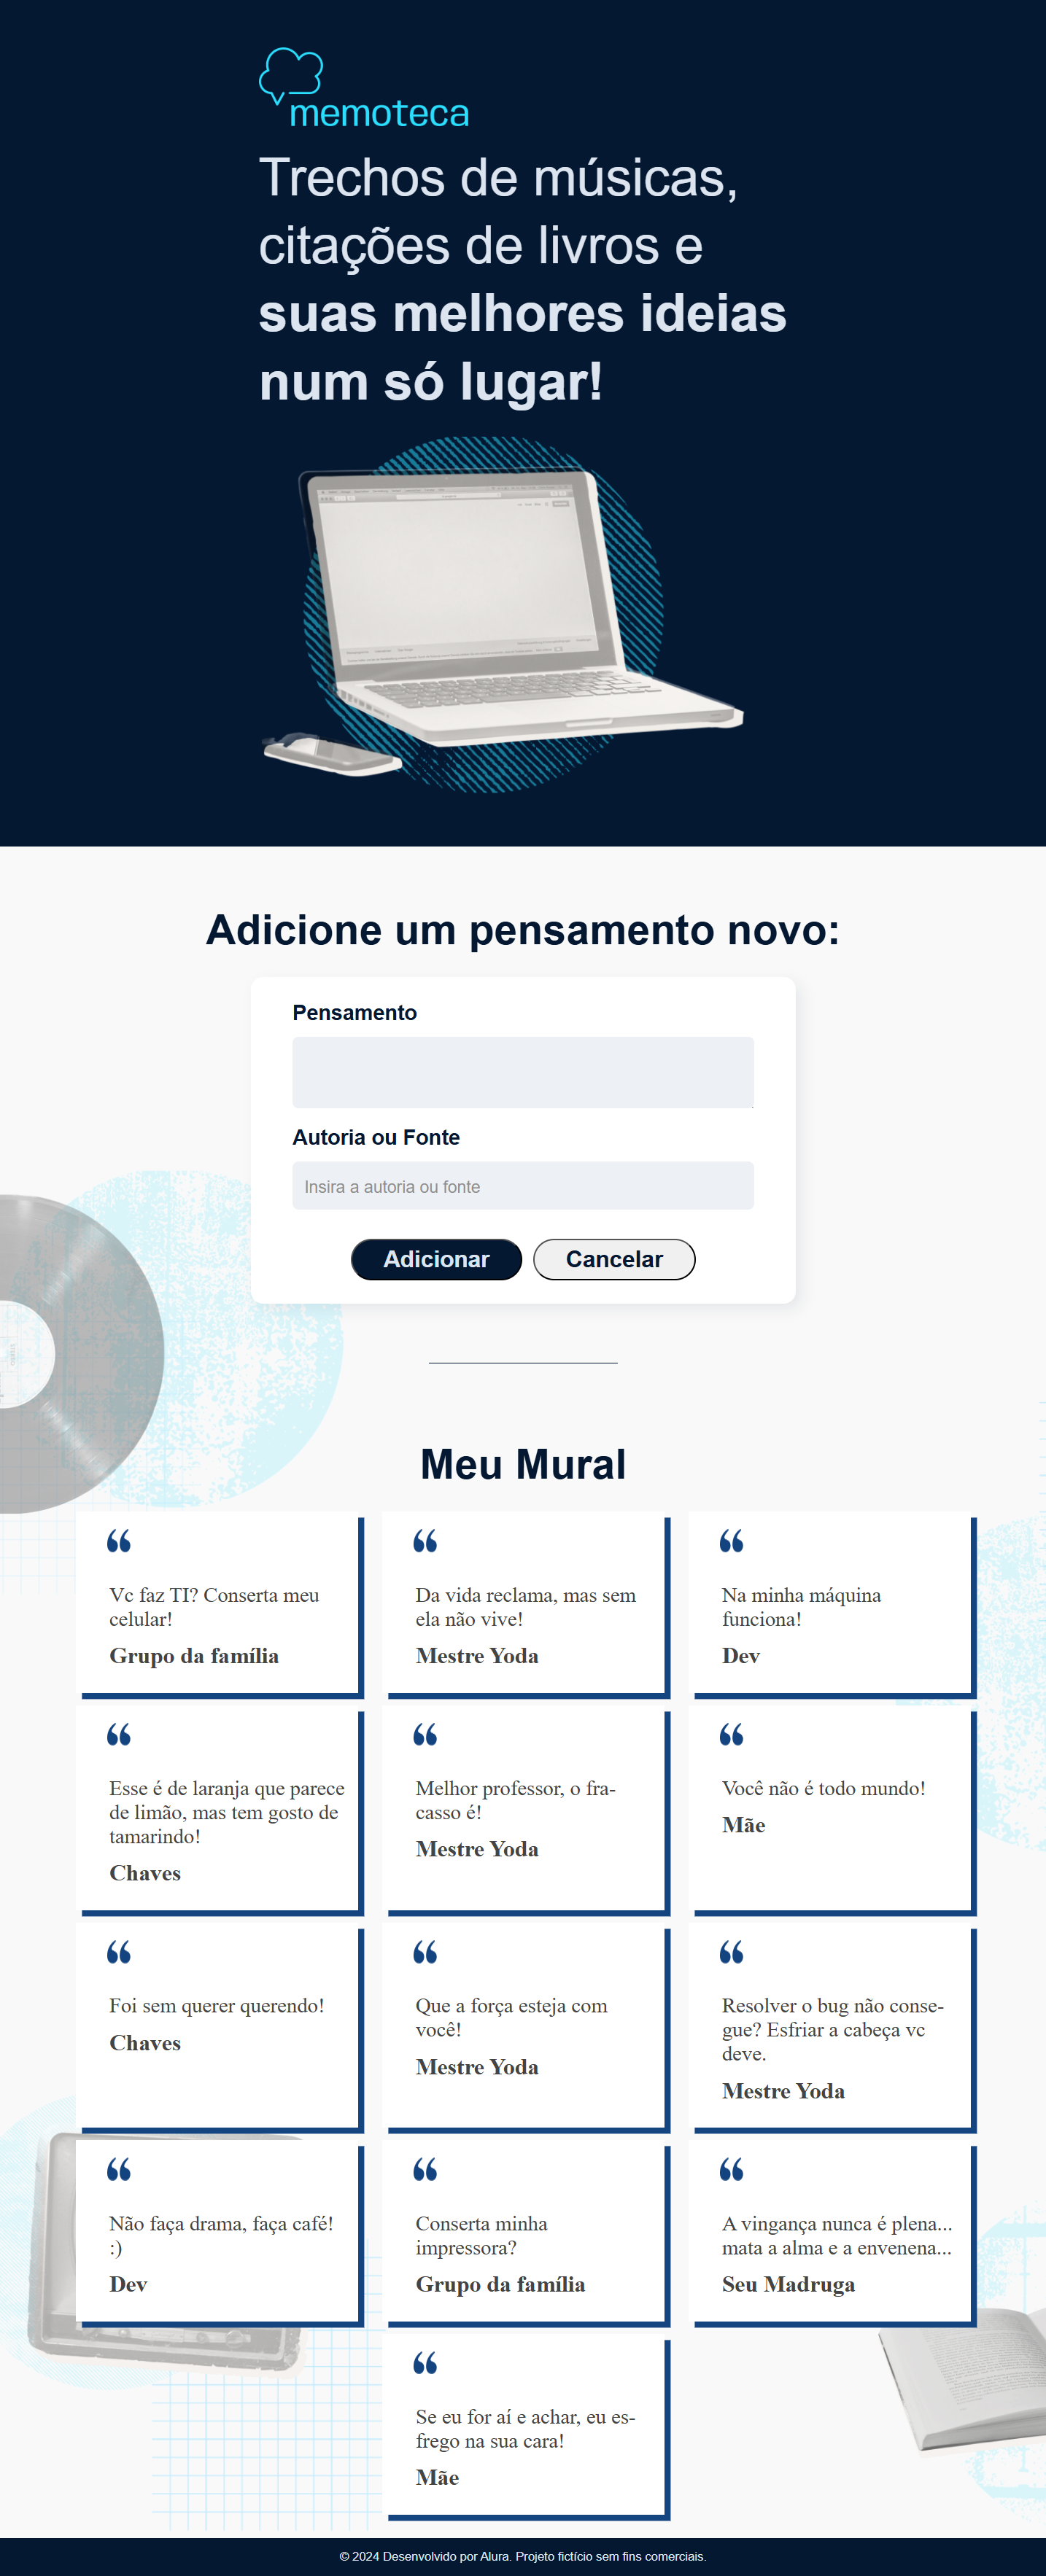 memoteca
Trechos de músicas,
citações de livros e
suas melhores ideias
num só lugar!
Adicione um pensamento novo:
Pensamento
Autoria ou Fonte
Insira a autoria ou fonte
Adicionar
Cancelar
Meu Mural
Vc faz TI? Conserta meu
celular!
Grupo da família
Da vida reclama, mas sem
ela não vive!
Mestre Yoda
Na minha máquina
funciona!
Dev
Esse é de laranja que parece
de limão, mas tem gosto de
tamarindo!
Chaves
Melhor professor, o fra-
casso é!
Mestre Yoda
Você não é todo mundo!
Mãe
Foi sem querer querendo!
Chaves
Que a força esteja com
você!
Mestre Yoda
Resolver o bug não conse-
gue? Esfriar a cabeça vc
deve.
Mestre Yoda
Não faça drama, faça café!
:)
Dev
Conserta minha
impressora?
Grupo da família
A vingança nunca é plena...
mata a alma e a envenena...
Seu Madruga
Se eu for aí e achar, eu es-
frego na sua cara!
Mãe
© 2024 Desenvolvido por Alura. Projeto fictício sem fins comerciais.